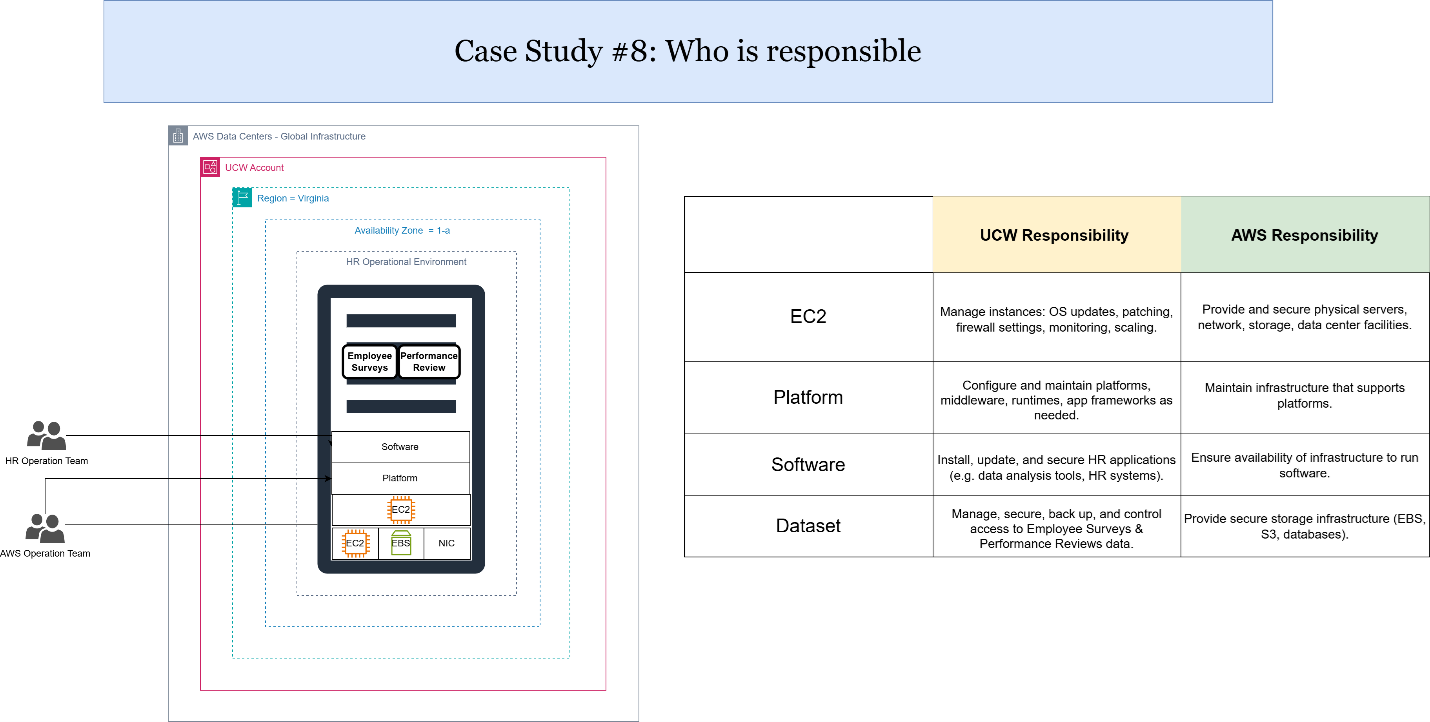 Case Study #8: Who is responsible
AWS Data Centers - Global Infrastructure
UCW Account
Region = Virginia
Availability Zone = 1-a
HR Operational Environment
Employee
Surveys
Performance
Review
Software
Platform
EC2
EC2
EBS
NIC
HR Operation Team
AWS Operation Team
UCW Responsibility
AWS Responsibility
EC2
Manage instances: OS updates, patching,
firewall settings, monitoring, scaling.
Provide and secure physical servers,
network, storage, data center facilities.
Platform
Configure and maintain platforms,
middleware, runtimes, app frameworks as
needed.
Maintain infrastructure that supports
platforms.
Software
Install, update, and secure HR applications
(e.g. data analysis tools, HR systems).
Ensure availability of infrastructure to run
software.
Dataset
Manage, secure, back up, and control
access to Employee Surveys &
Performance Reviews data.
Provide secure storage infrastructure (EBS,
S3, databases).